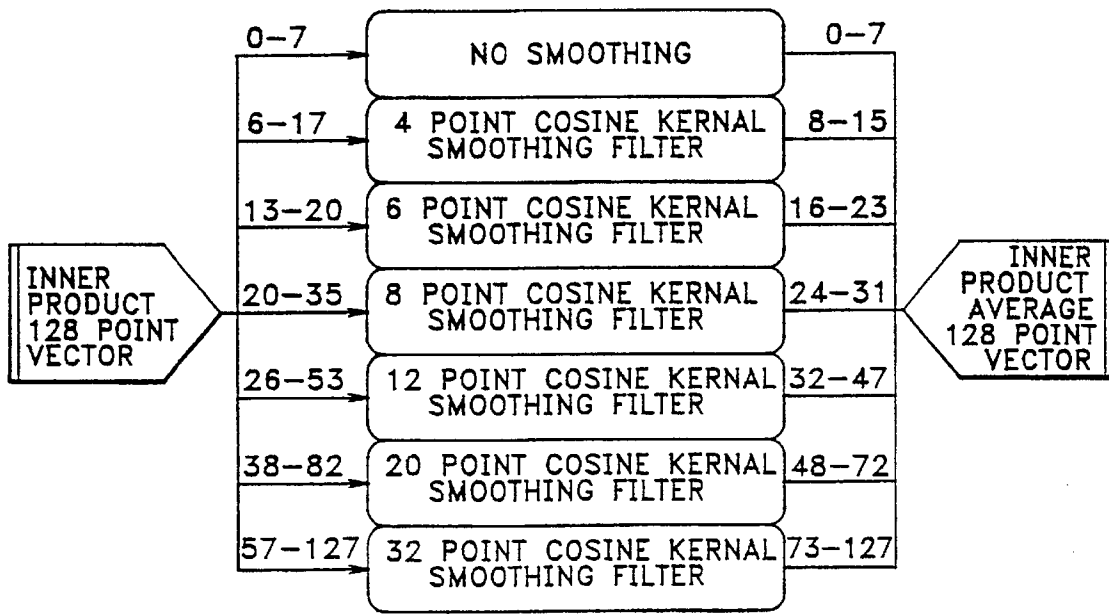 0-7
NO SMOOTHING
0-7
6-17
4 POINT COSINE KERNAL
SMOOTHING FILTER
8-15
13-20
6 POINT COSINE KERNAL
SMOOTHING FILTER
16-23
INNER
PRODUCT
128 POINT
VECTOR
20-35
8 POINT COSINE KERNAL
SMOOTHING FILTER
24-31
INNER
PRODUCT
AVERAGE
128 POINT
VECTOR
26-53
12 POINT COSINE KERNAL
SMOOTHING FILTER
32-47
38-82
20 POINT COSINE KERNAL
SMOOTHING FILTER
48-72
57-127
32 POINT COSINE KERNAL
SMOOTHING FILTER
73-127